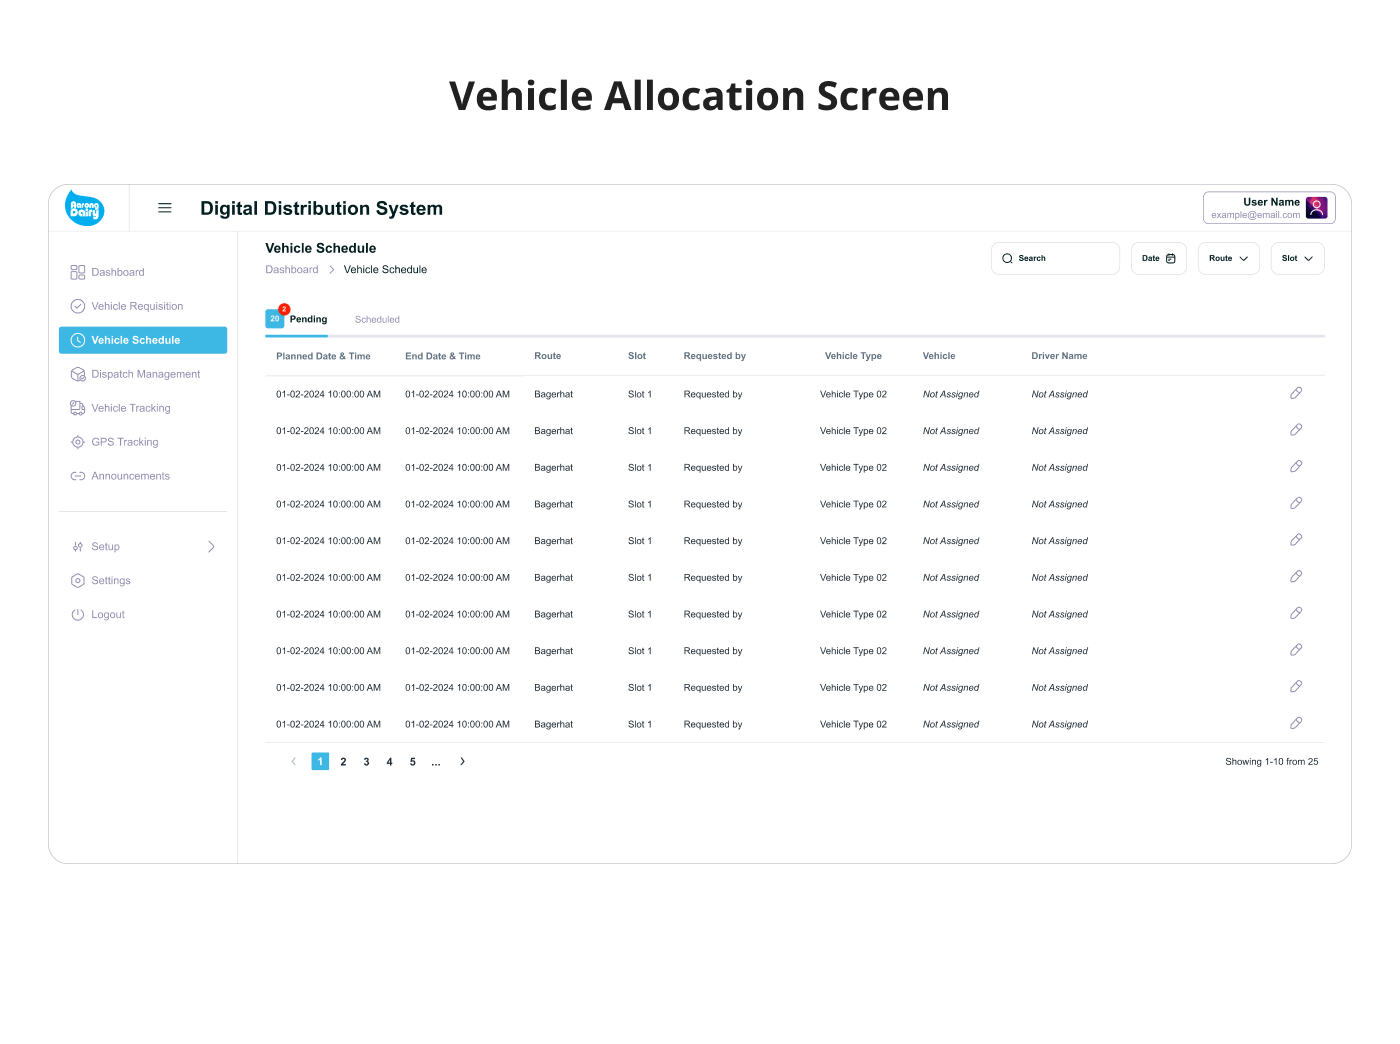 Vehicle Allocation Screen
Aarong
Dairy
Digital Distribution System
User Name
example@email.com
Dashboard
Vehicle Requisition
Vehicle Schedule
Dispatch Management
Vehicle Tracking
GPS Tracking
Announcements
Setup
Settings
Logout
Vehicle Schedule
Dashboard > Vehicle Schedule
Search Date Route Slot
20 2 Pending Scheduled
Planned Date & Time End Date & Time Route Slot Requested by Vehicle Type Vehicle Driver Name
01-02-2024 10:00:00 AM 01-02-2024 10:00:00 AM Bagerhat Slot 1 Requested by Vehicle Type 02 Not Assigned Not Assigned
01-02-2024 10:00:00 AM 01-02-2024 10:00:00 AM Bagerhat Slot 1 Requested by Vehicle Type 02 Not Assigned Not Assigned
01-02-2024 10:00:00 AM 01-02-2024 10:00:00 AM Bagerhat Slot 1 Requested by Vehicle Type 02 Not Assigned Not Assigned
01-02-2024 10:00:00 AM 01-02-2024 10:00:00 AM Bagerhat Slot 1 Requested by Vehicle Type 02 Not Assigned Not Assigned
01-02-2024 10:00:00 AM 01-02-2024 10:00:00 AM Bagerhat Slot 1 Requested by Vehicle Type 02 Not Assigned Not Assigned
01-02-2024 10:00:00 AM 01-02-2024 10:00:00 AM Bagerhat Slot 1 Requested by Vehicle Type 02 Not Assigned Not Assigned
01-02-2024 10:00:00 AM 01-02-2024 10:00:00 AM Bagerhat Slot 1 Requested by Vehicle Type 02 Not Assigned Not Assigned
01-02-2024 10:00:00 AM 01-02-2024 10:00:00 AM Bagerhat Slot 1 Requested by Vehicle Type 02 Not Assigned Not Assigned
01-02-2024 10:00:00 AM 01-02-2024 10:00:00 AM Bagerhat Slot 1 Requested by Vehicle Type 02 Not Assigned Not Assigned
01-02-2024 10:00:00 AM 01-02-2024 10:00:00 AM Bagerhat Slot 1 Requested by Vehicle Type 02 Not Assigned Not Assigned
< 1 2 3 4 5 ... > Showing 1-10 from 25